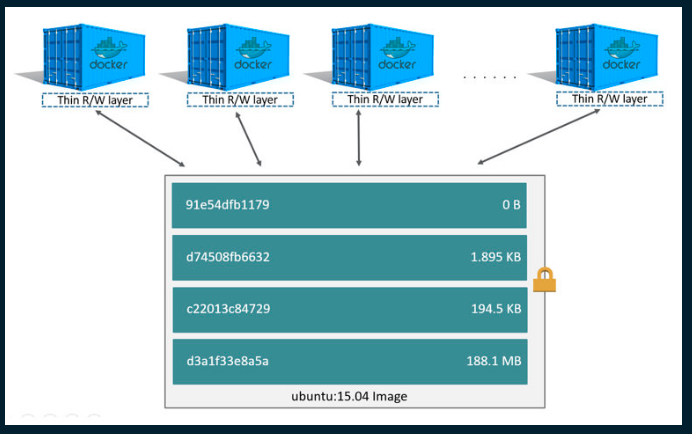 docker docker docker docker
Thin R/W layer Thin R/W layer Thin R/W layer . . . . . . Thin R/W layer
91e54dfb1179 0 B
d74508fb6632 1.895 KB
c22013c84729 194.5 KB
d3a1f33e8a5a 188.1 MB
ubuntu:15.04 Image